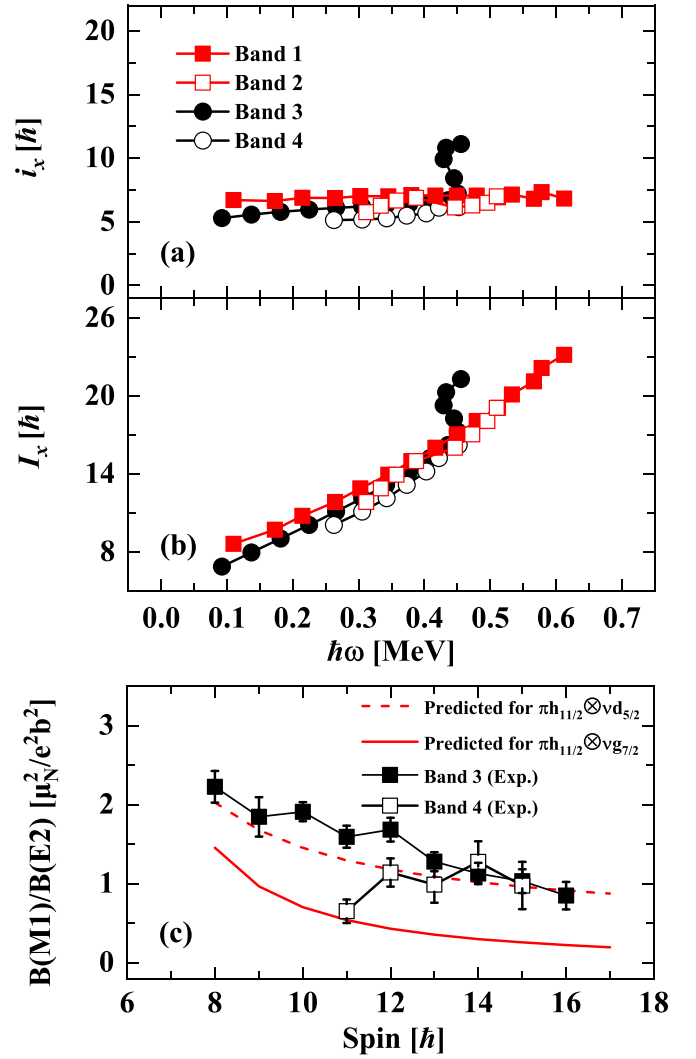 20
15
10
5
0
i_x [ħ]
Band 1
Band 2
Band 3
Band 4
(a)
26
20
14
8
I_x [ħ]
(b)
0.0 0.1 0.2 0.3 0.4 0.5 0.6 0.7
ħω [MeV]
3
2
1
0
B(M1)/B(E2) [μ²_N/e²b²]
Predicted for πh₁₁/₂⊗νd₅/₂
Predicted for πh₁₁/₂⊗νg₇/₂
Band 3 (Exp.)
Band 4 (Exp.)
(c)
6 8 10 12 14 16 18
Spin [ħ]